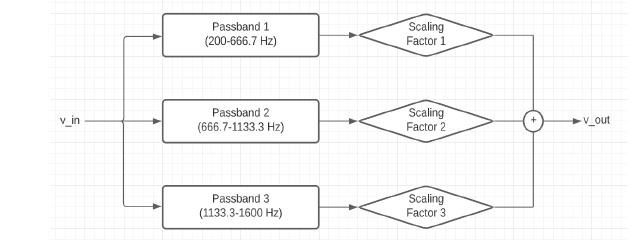 Passband 1
(200-666.7 Hz)
Scaling
Factor 1
v_in
Passband 2
(666.7-1133.3 Hz)
Scaling
Factor 2
+
v_out
Passband 3
(1133.3-1600 Hz)
Scaling
Factor 3